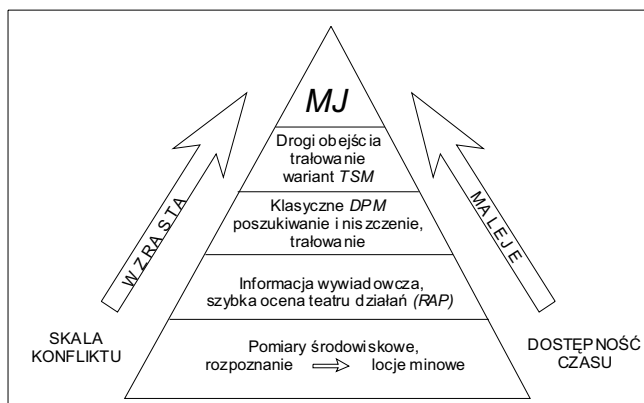 MJ
Drogi obejścia
trałowanie
wariant TSM
Klasyczne DPM
poszukiwanie i niszczenie,
trałowanie
Informacja wywiadowcza,
szybka ocena teatru działań (RAP)
Pomiary środowiskowe,
rozpoznanie locje minowe
WZRASTA
MALEJE
SKALA
KONFLIKTU
DOSTĘPNOŚĆ
CZASU